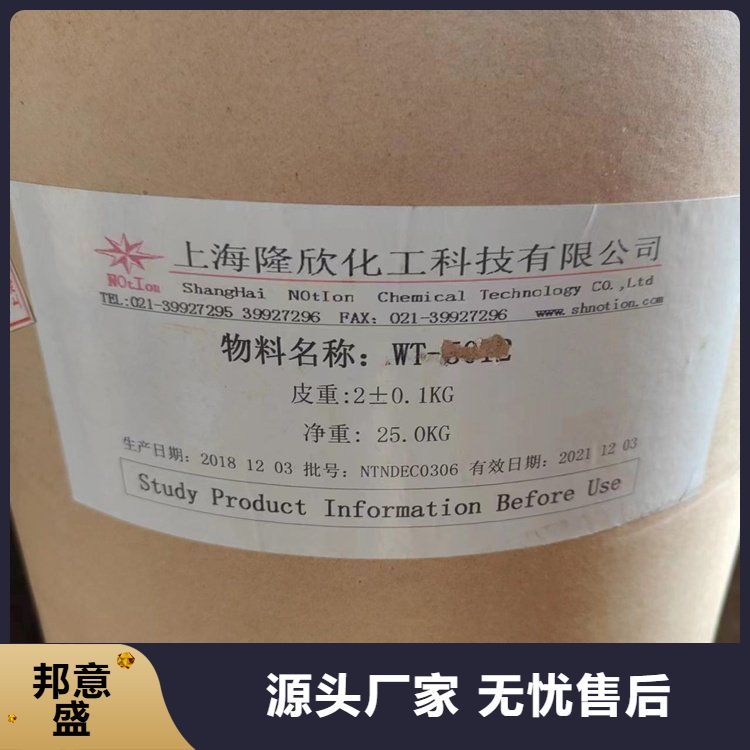 上海隆欣化工科技有限公司
NOtIon
ShangHai NOtIon Chemical Technology CO.,Ltd
TEL:021-39927295 39927296 FAX: 021-39927296 www.shnotion.com
物料名称: WT-
皮重:2±0.1KG
净重: 25.0KG
生产日期: 2018 12 03 批号: NTNDEC0306 有效日期: 2021 12 03
Study Product Information Before Use
邦意盛
源头厂家 无忧售后